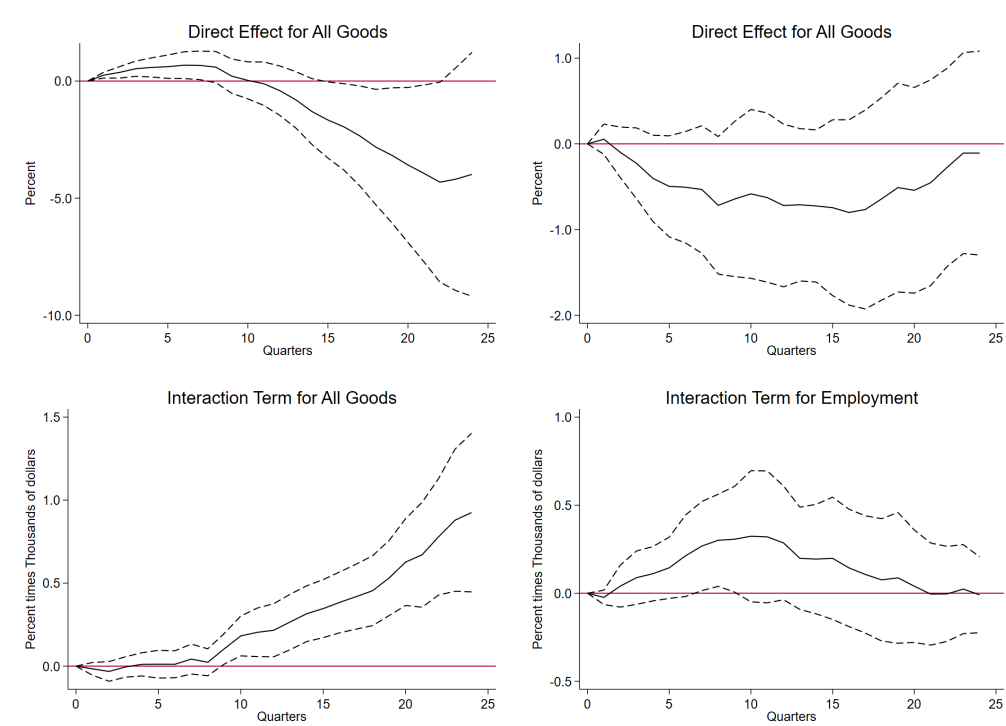 Direct Effect for All Goods
Percent
0.0
-5.0
-10.0
0 5 10 15 20 25
Quarters
Direct Effect for All Goods
Percent
1.0
0.0
-1.0
-2.0
0 5 10 15 20 25
Quarters
Interaction Term for All Goods
Percent times Thousands of dollars
1.5
1.0
0.5
0.0
0 5 10 15 20 25
Quarters
Interaction Term for Employment
Percent times Thousands of dollars
1.0
0.5
0.0
-0.5
0 5 10 15 20 25
Quarters